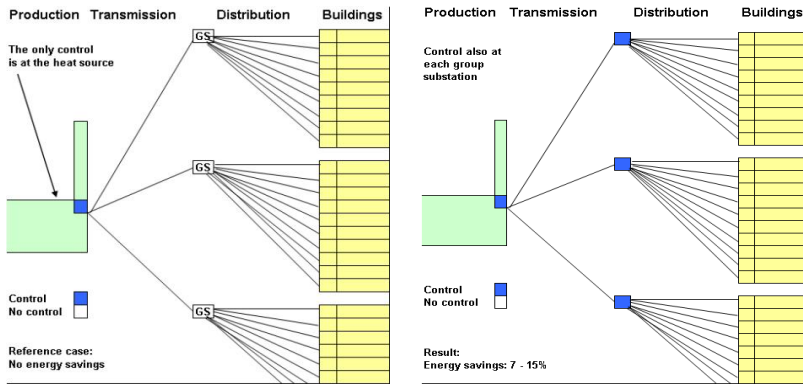 Production Transmission Distribution Buildings
The only control
is at the heat source
GS
GS
GS
Control
No control
Reference case:
No energy savings
Production Transmission Distribution Buildings
Control also at
each group
substation
Control
No control
Result:
Energy savings: 7 - 15%